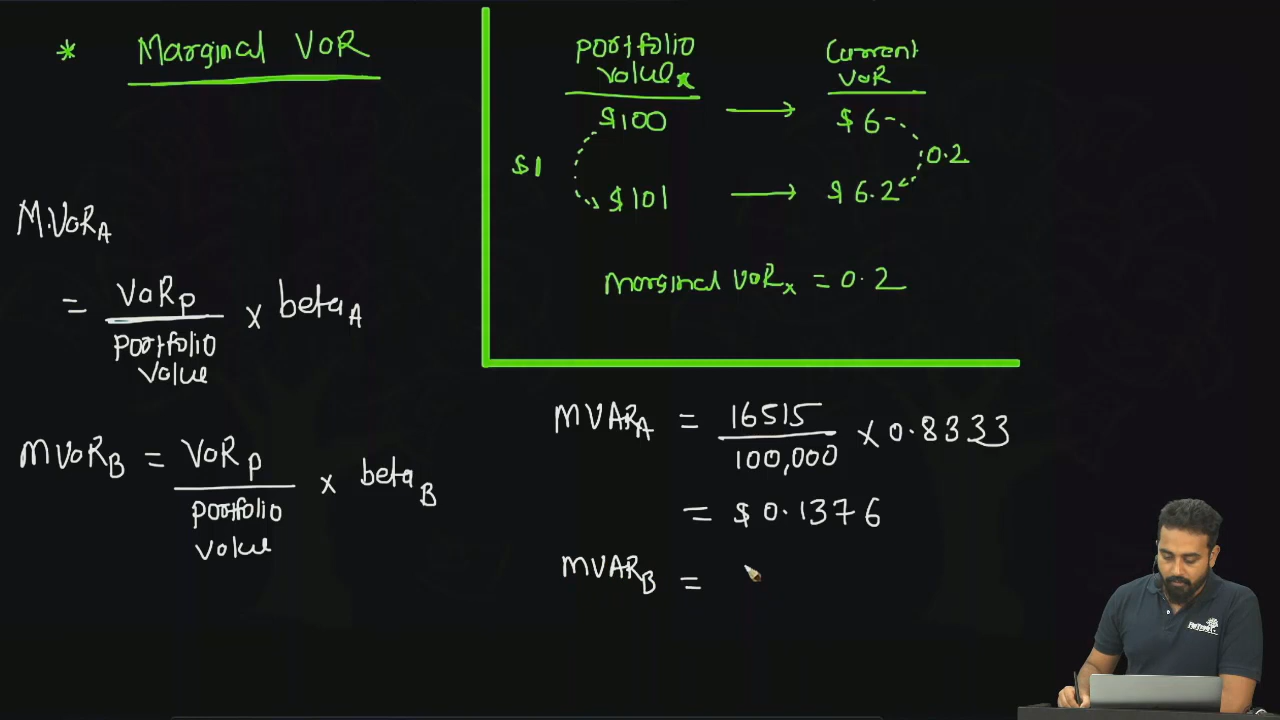 * Marginal VaR
M.VaR_A
= VaR_P / portfolio value × beta_A
MVaR_B = VaR_P / portfolio value × beta_B
portfolio value_x
Current VaR
$100 → $6
$1
0.2
$101 → $6.2
Marginal VaR_x = 0.2
MVAR_A = 16515 / 100,000 × 0.8333
= $0.1376
MVAR_B =